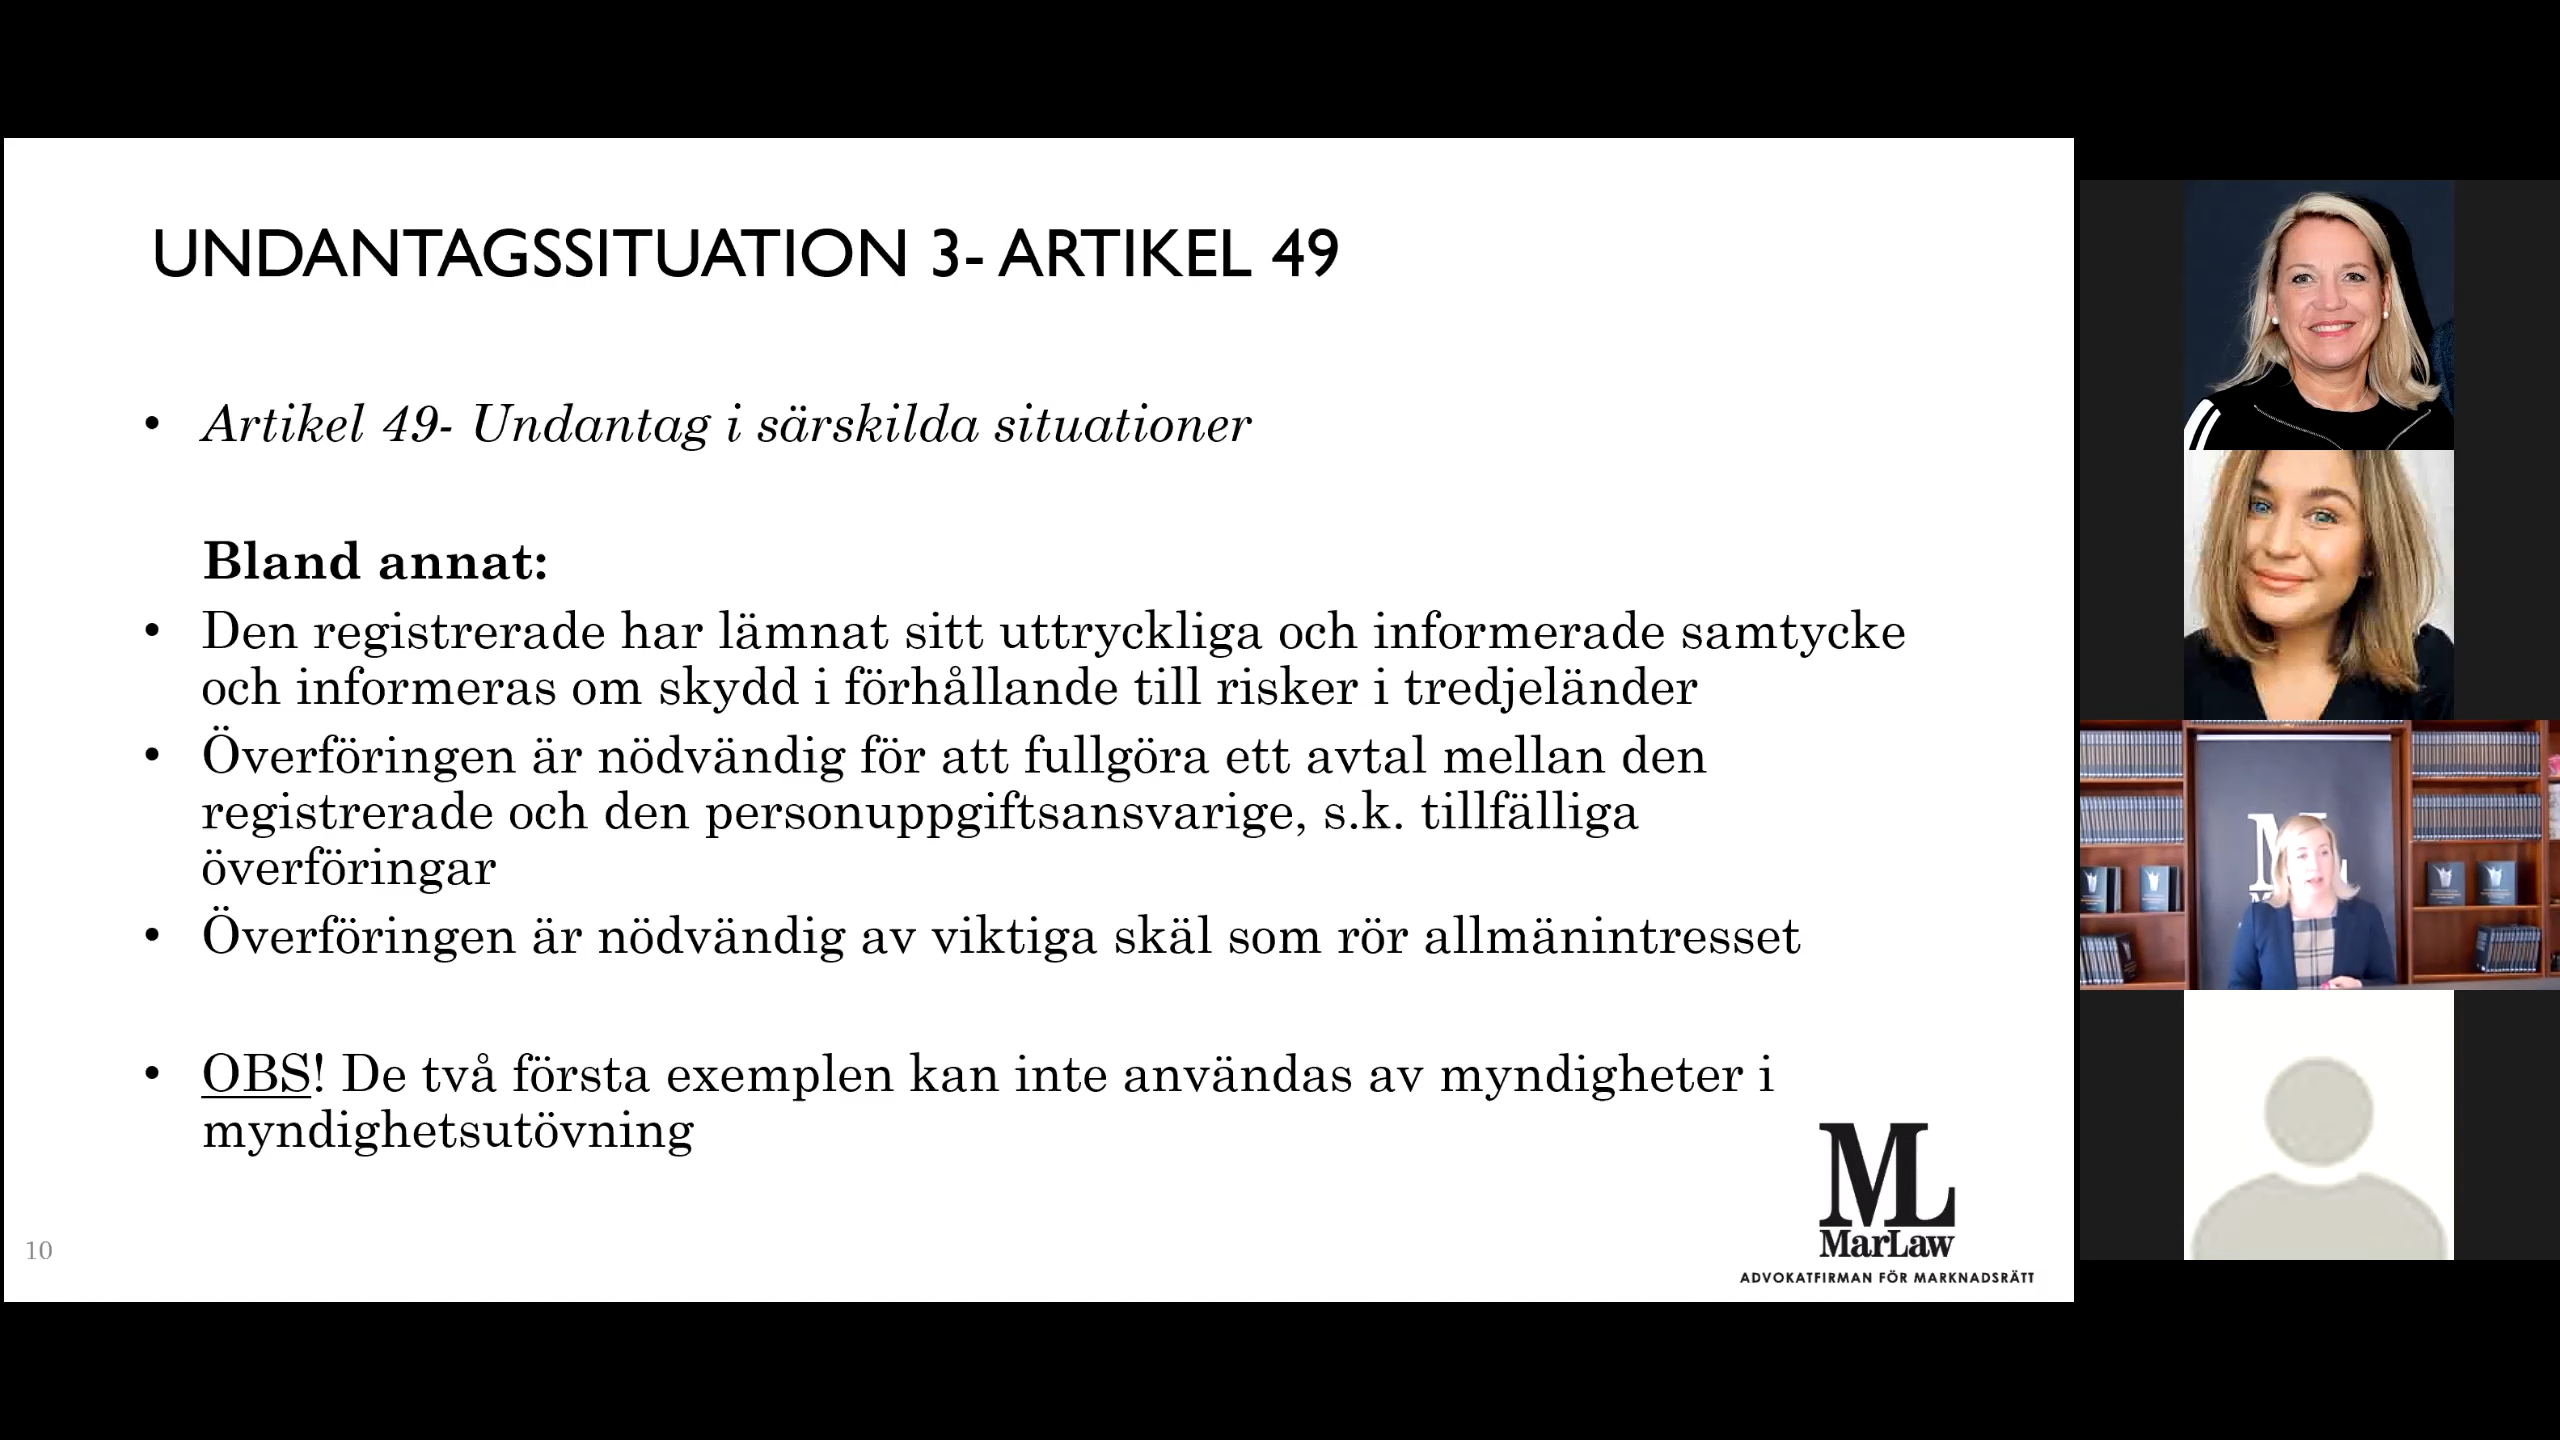 UNDANTAGSSITUATION 3- ARTIKEL 49
• Artikel 49- Undantag i särskilda situationer
Bland annat:
• Den registrerade har lämnat sitt uttryckliga och informerade samtycke
och informeras om skydd i förhållande till risker i tredjeländer
• Överföringen är nödvändig för att fullgöra ett avtal mellan den
registrerade och den personuppgiftsansvarige, s.k. tillfälliga
överföringar
• Överföringen är nödvändig av viktiga skäl som rör allmänintresset
• OBS! De två första exemplen kan inte användas av myndigheter i
myndighetsutövning
10
ML
MarLaw
ADVOKATFIRMAN FÖR MARKNADSRÄTT